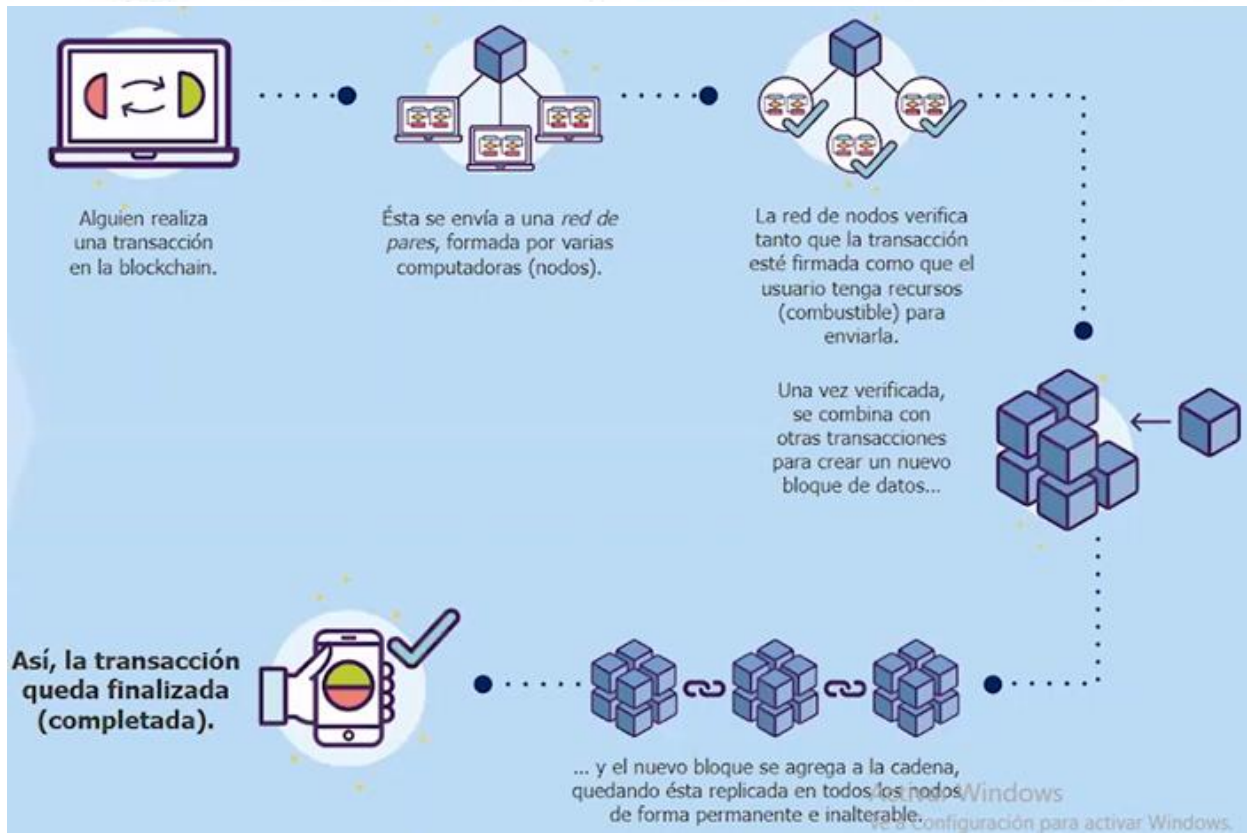 Alguien realiza
una transacción
en la blockchain.
Ésta se envía a una red de
pares, formada por varias
computadoras (nodos).
La red de nodos verifica
tanto que la transacción
esté firmada como que el
usuario tenga recursos
(combustible) para
enviarla.
Una vez verificada,
se combina con
otras transacciones
para crear un nuevo
bloque de datos...
... y el nuevo bloque se agrega a la cadena,
quedando ésta replicada en todos los nodos
de forma permanente e inalterable.
Así, la transacción
queda finalizada
(completada).
Activar Windows
Ve a Configuración para activar Windows.